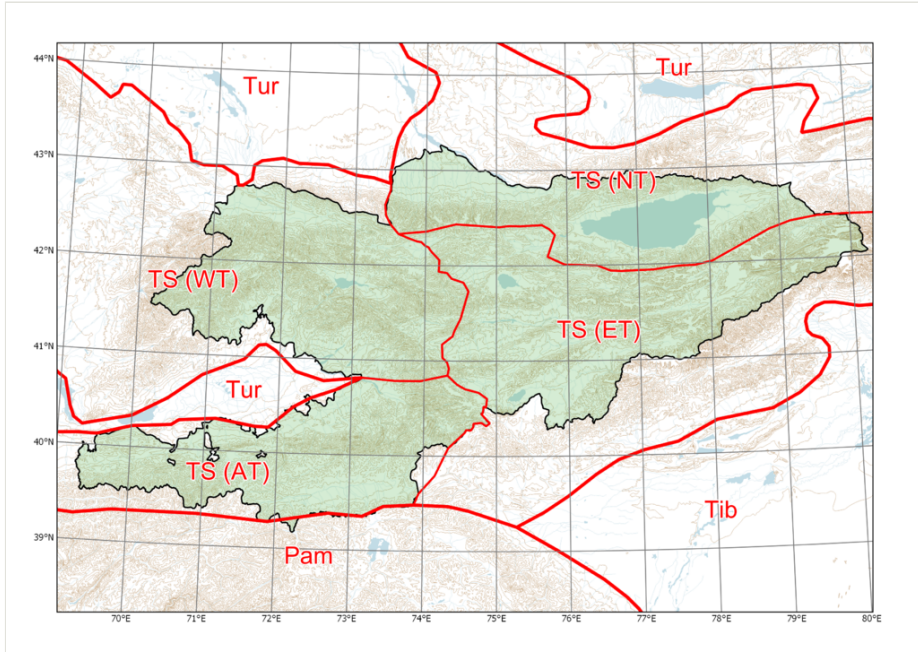 44°N
Tur
Tur
43°N
TS (NT)
42°N
TS (WT)
TS (ET)
41°N
Tur
40°N
TS (AT)
Tib
39°N
Pam
70°E 71°E 72°E 73°E 74°E 75°E 76°E 77°E 78°E 79°E 80°E